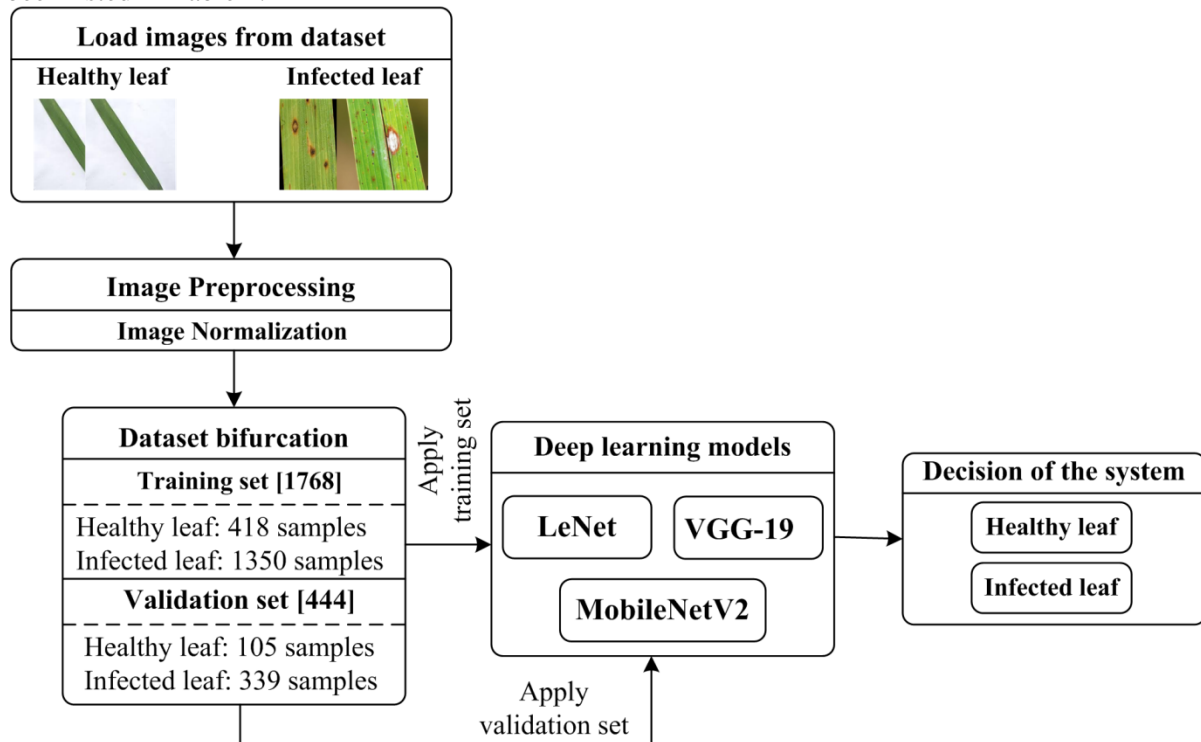 Load images from dataset
Healthy leaf
Infected leaf
Image Preprocessing
Image Normalization
Dataset bifurcation
Training set [1768]
Healthy leaf: 418 samples
Infected leaf: 1350 samples
Validation set [444]
Healthy leaf: 105 samples
Infected leaf: 339 samples
Apply
training set
Deep learning models
LeNet
VGG-19
MobileNetV2
Apply
validation set
Decision of the system
Healthy leaf
Infected leaf